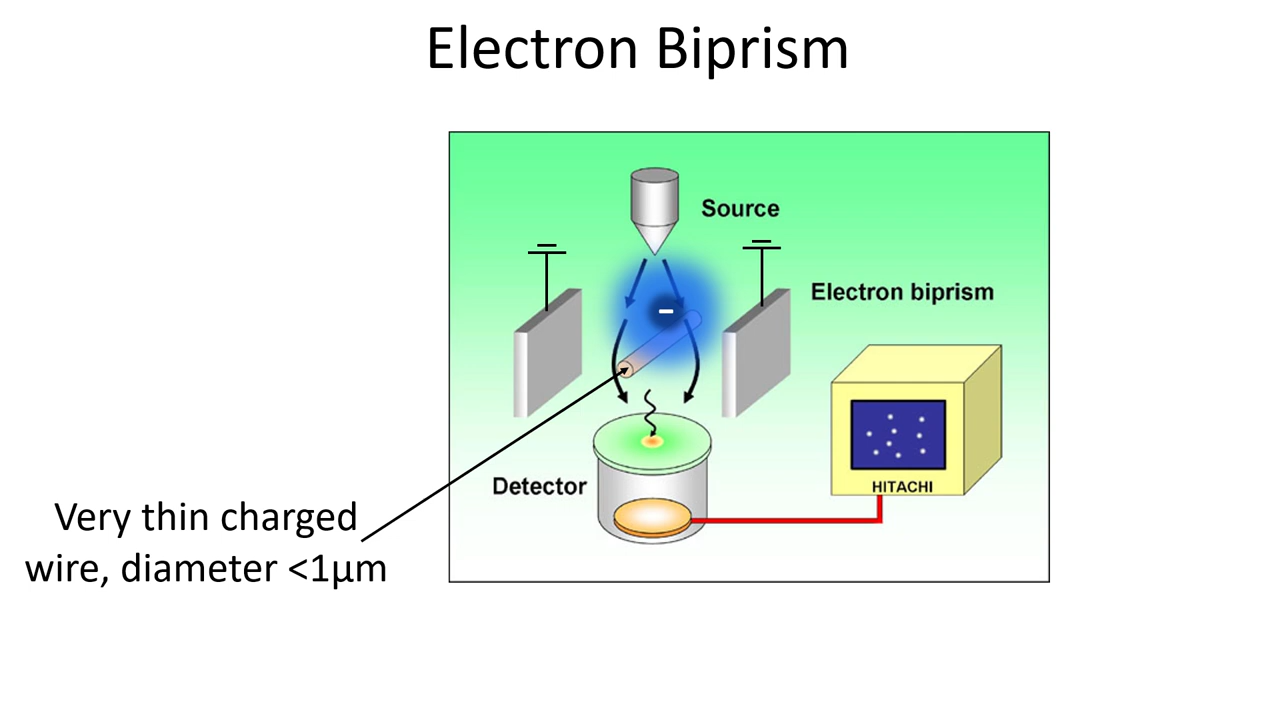 Electron Biprism
Source
Electron biprism
-
HITACHI
Detector
Very thin charged
wire, diameter <1µm